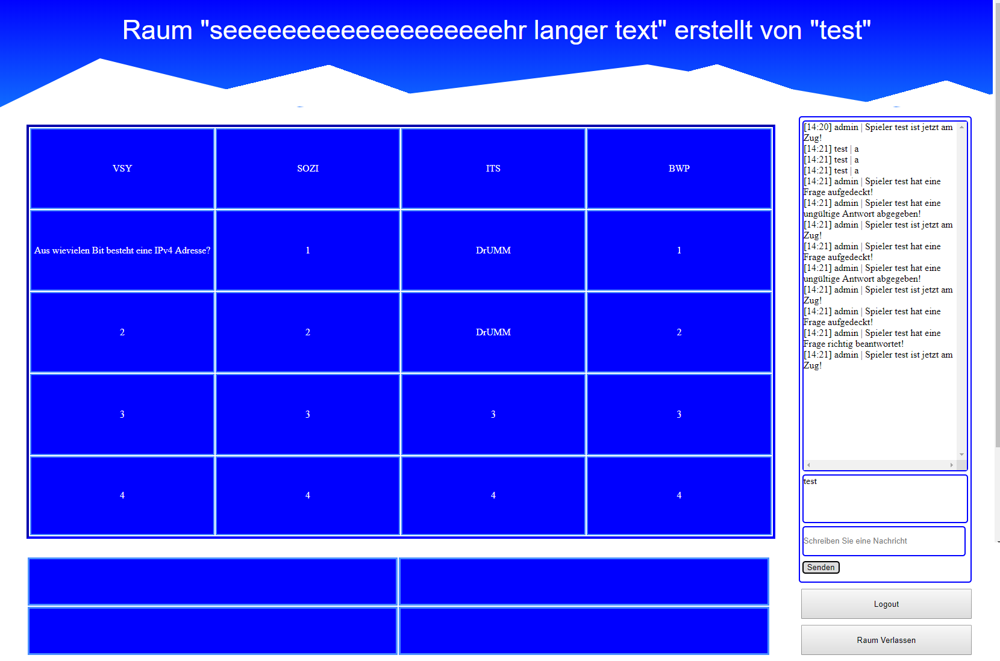 Raum "seeeeeeeeeeeeeeeeeeeehr langer text" erstellt von "test"
VSY
SOZI
ITS
BWP
Aus wievielen Bit besteht eine IPv4 Adresse?
1
DrUMM
1
2
2
DrUMM
2
3
3
3
3
4
4
4
4
[14:20] admin | Spieler test ist jetzt am
Zug!
[14:21] test | a
[14:21] test | a
[14:21] test | a
[14:21] admin | Spieler test hat eine
Frage aufgedeckt!
[14:21] admin | Spieler test hat eine
ungültige Antwort abgegeben!
[14:21] admin | Spieler test ist jetzt am
Zug!
[14:21] admin | Spieler test hat eine
Frage aufgedeckt!
[14:21] admin | Spieler test hat eine
ungültige Antwort abgegeben!
[14:21] admin | Spieler test ist jetzt am
Zug!
[14:21] admin | Spieler test hat eine
Frage aufgedeckt!
[14:21] admin | Spieler test hat eine
Frage richtig beantwortet!
[14:21] admin | Spieler test ist jetzt am
Zug!
test
Schreiben Sie eine Nachricht
Senden
Logout
Raum Verlassen